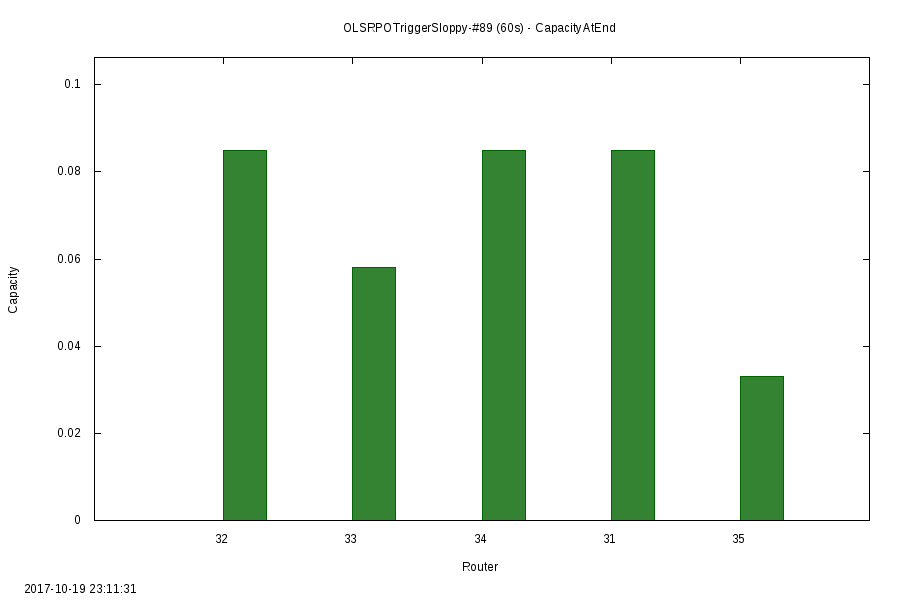 OLSRPOTriggerSloppy-#89 (60s) - CapacityAtEnd
0.1
0.08
0.06
0.04
0.02
0
Capacity
32 33 34 31 35
Router
2017-10-19 23:11:31